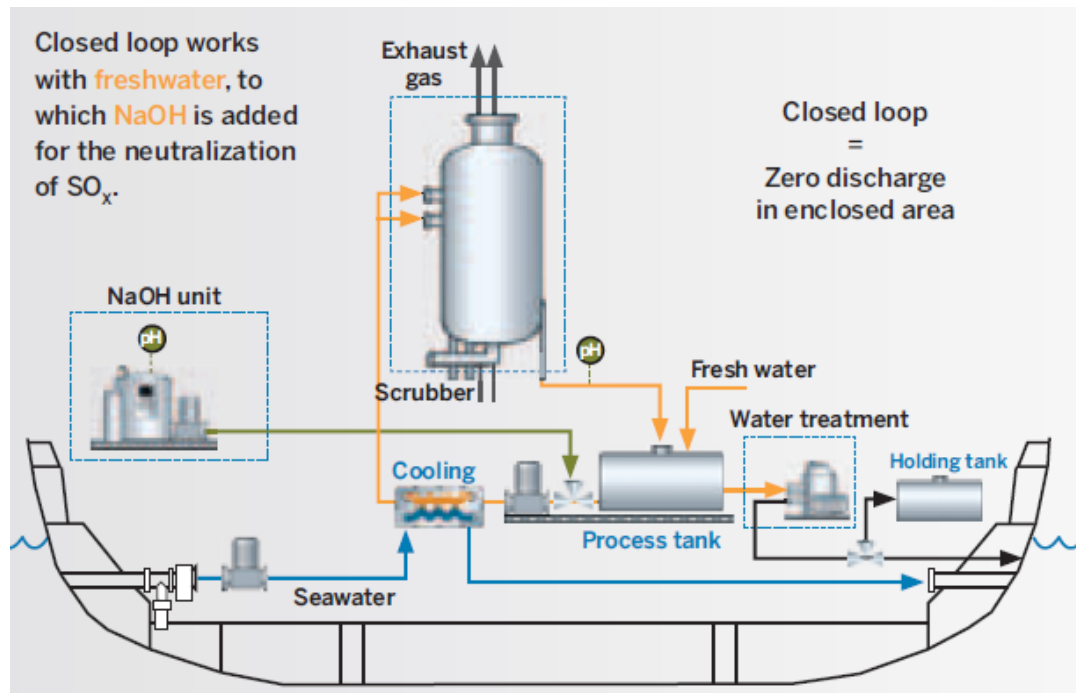 Closed loop works
with freshwater, to
which NaOH is added
for the neutralization
of SOx.
Exhaust
gas
Closed loop
=
Zero discharge
in enclosed area
NaOH unit
pH
pH
Scrubber
Fresh water
Water treatment
Cooling
Holding tank
Process tank
Seawater